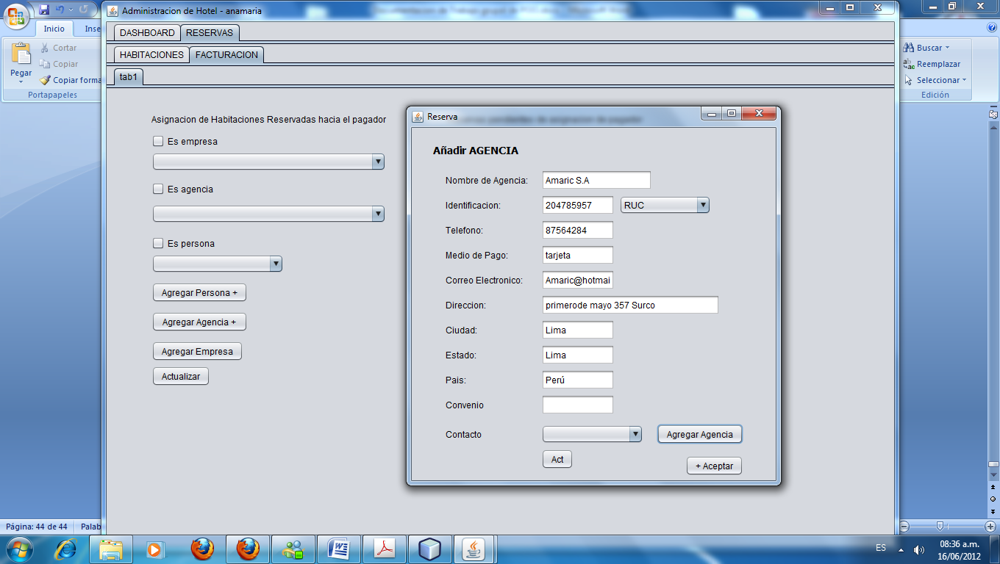 Administracion de Hotel - anamaria
Inicio
Inse
Cortar
Copiar
Copiar forma
Pegar
Portapapeles
Buscar
Reemplazar
Seleccionar
Edición
DASHBOARD RESERVAS
HABITACIONES FACTURACION
tab1
Asignacion de Habitaciones Reservadas hacia el pagador
Es empresa
Es agencia
Es persona
Agregar Persona +
Agregar Agencia +
Agregar Empresa
Actualizar
Reserva
Añadir AGENCIA
Nombre de Agencia: Amaric S.A
Identificacion: 204785957 RUC
Telefono: 87564284
Medio de Pago: tarjeta
Correo Electronico: Amaric@hotmai
Direccion: primerode mayo 357 Surco
Ciudad: Lima
Estado: Lima
Pais: Perú
Convenio
Contacto Agregar Agencia
Act
+ Aceptar
Página: 44 de 44 Palab
ES
08:36 a.m.
16/06/2012